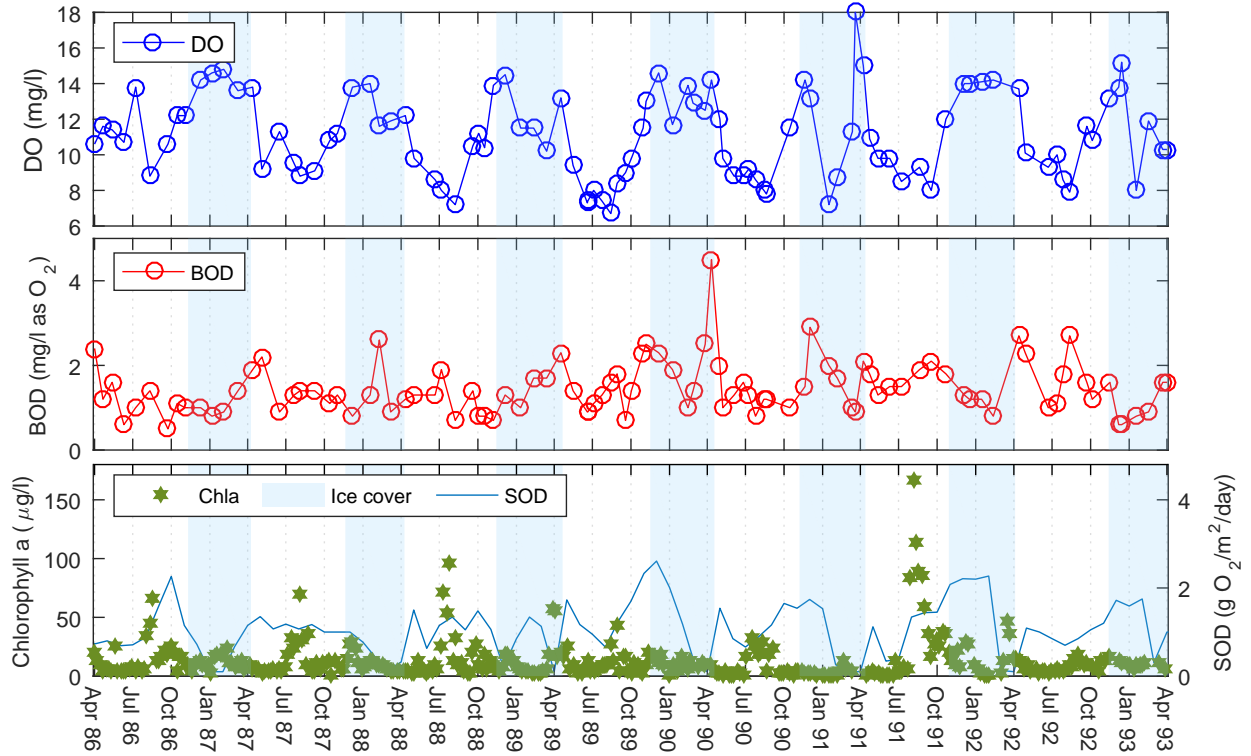 18
16
14
12
10
8
6
DO (mg/l)
DO
4
2
0
BOD (mg/l as O₂)
BOD
150
100
50
0
Chlorophyll a ( μg/l)
Chla
Ice cover
SOD
4
2
0
SOD (g O₂/m²/day)
Apr 86
Jul 86
Oct 86
Jan 87
Apr 87
Jul 87
Oct 87
Jan 88
Apr 88
Jul 88
Oct 88
Jan 89
Apr 89
Jul 89
Oct 89
Jan 90
Apr 90
Jul 90
Oct 90
Jan 91
Apr 91
Jul 91
Oct 91
Jan 92
Apr 92
Jul 92
Oct 92
Jan 93
Apr 93